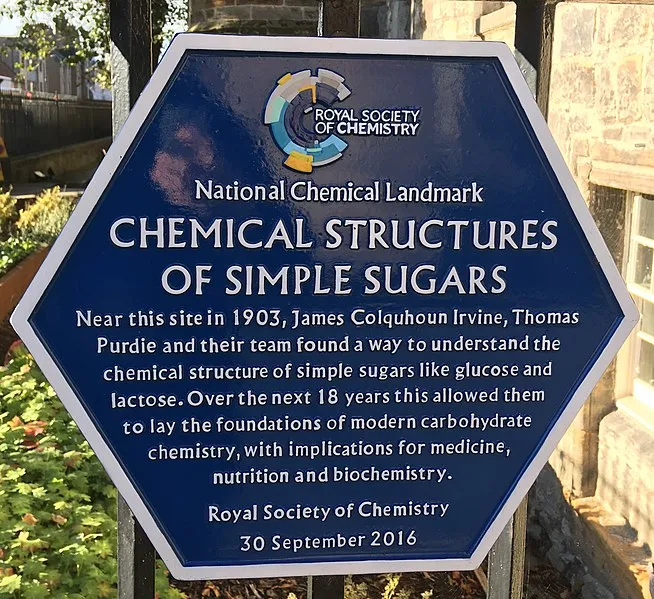 ROYAL SOCIETY
OF CHEMISTRY
National Chemical Landmark
CHEMICAL STRUCTURES
OF SIMPLE SUGARS
Near this site in 1903, James Colquhoun Irvine, Thomas
Purdie and their team found a way to understand the
chemical structure of simple sugars like glucose and
lactose. Over the next 18 years this allowed them
to lay the foundations of modern carbohydrate
chemistry, with implications for medicine,
nutrition and biochemistry.
Royal Society of Chemistry
30 September 2016